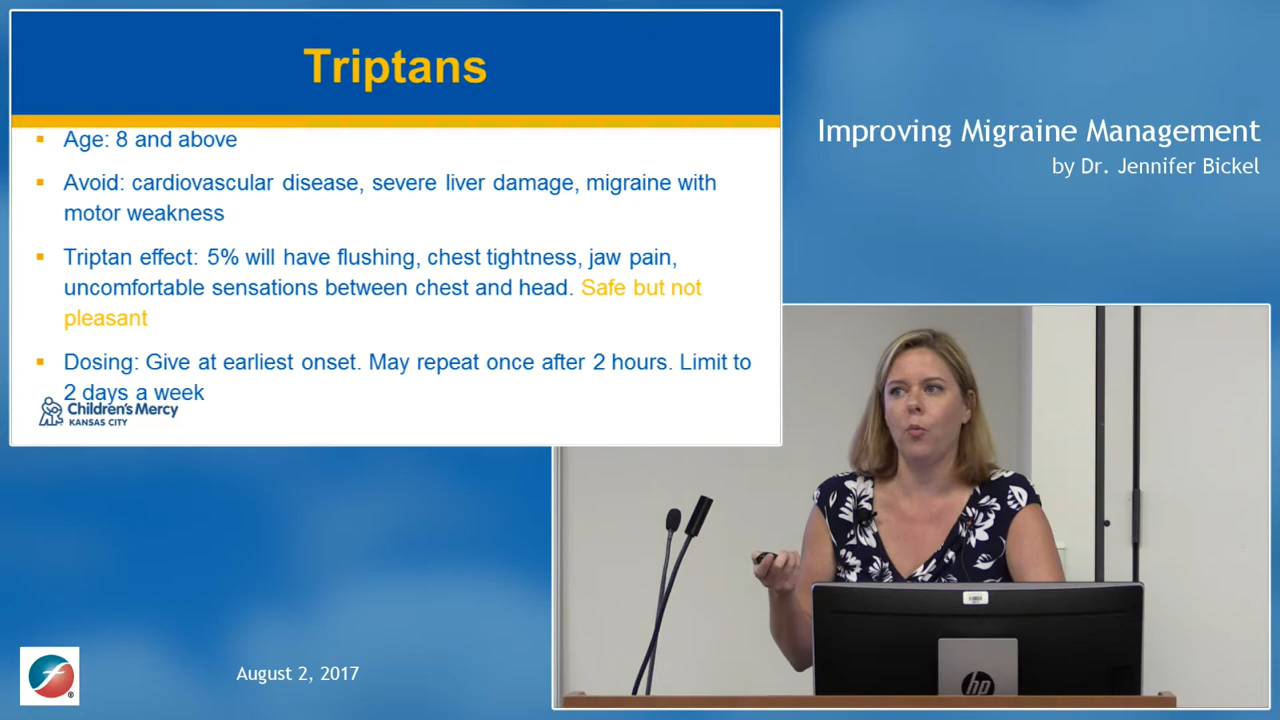 Triptans
Age: 8 and above
Avoid: cardiovascular disease, severe liver damage, migraine with
motor weakness
Triptan effect: 5% will have flushing, chest tightness, jaw pain,
uncomfortable sensations between chest and head. Safe but not
pleasant
Dosing: Give at earliest onset. May repeat once after 2 hours. Limit to
2 days a week
Children's Mercy
KANSAS CITY
Improving Migraine Management
by Dr. Jennifer Bickel
hp
August 2, 2017
®